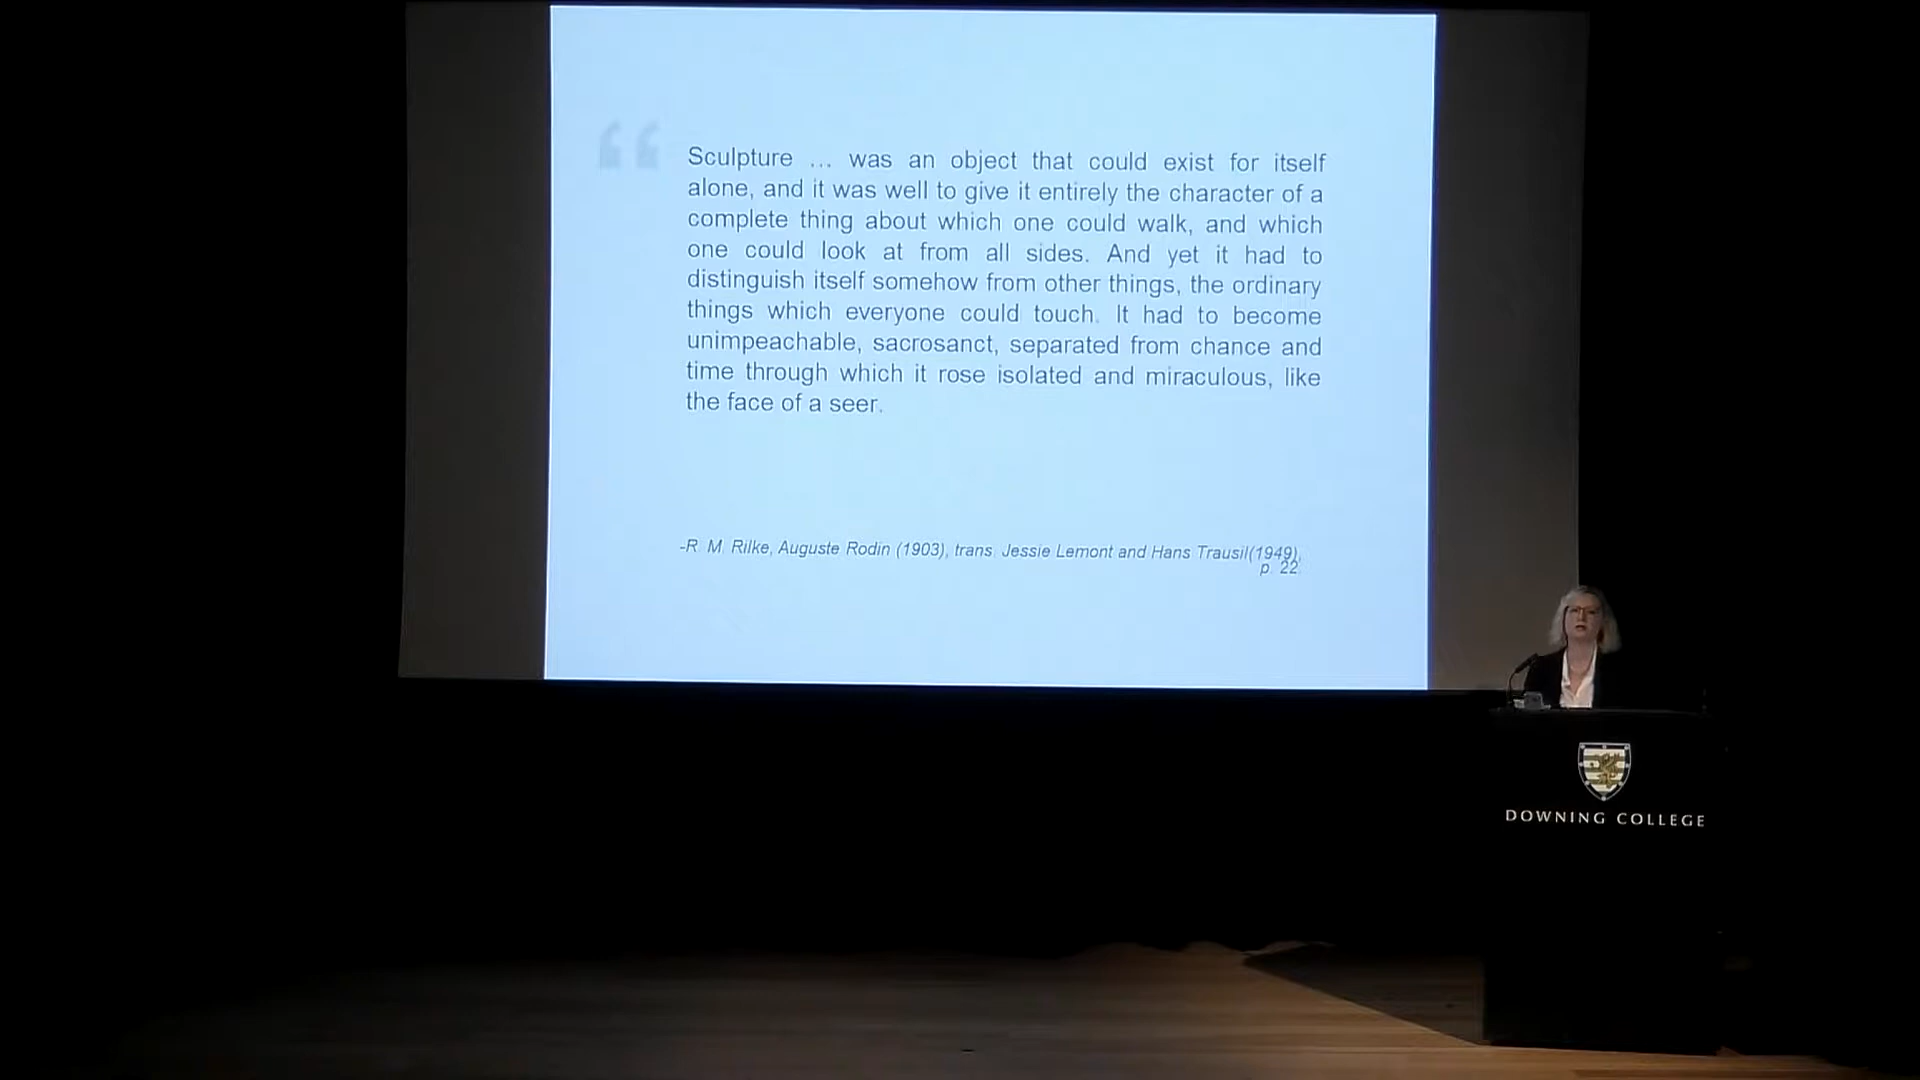 “
Sculpture ... was an object that could exist for itself
alone, and it was well to give it entirely the character of a
complete thing about which one could walk, and which
one could look at from all sides. And yet it had to
distinguish itself somehow from other things, the ordinary
things which everyone could touch. It had to become
unimpeachable, sacrosanct, separated from chance and
time through which it rose isolated and miraculous, like
the face of a seer.
-R. M. Rilke, Auguste Rodin (1903), trans. Jessie Lemont and Hans Trausil(1949),
p. 22.
DOWNING COLLEGE